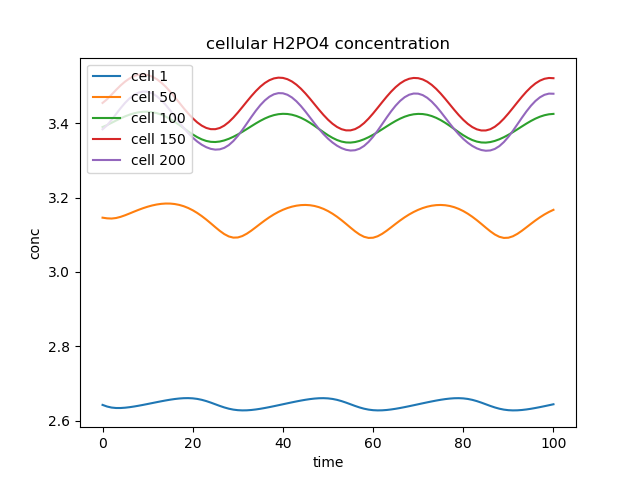 cellular H2PO4 concentration
cell 1
cell 50
cell 100
cell 150
cell 200
3.4
3.2
3.0
2.8
2.6
conc
0 20 40 60 80 100
time